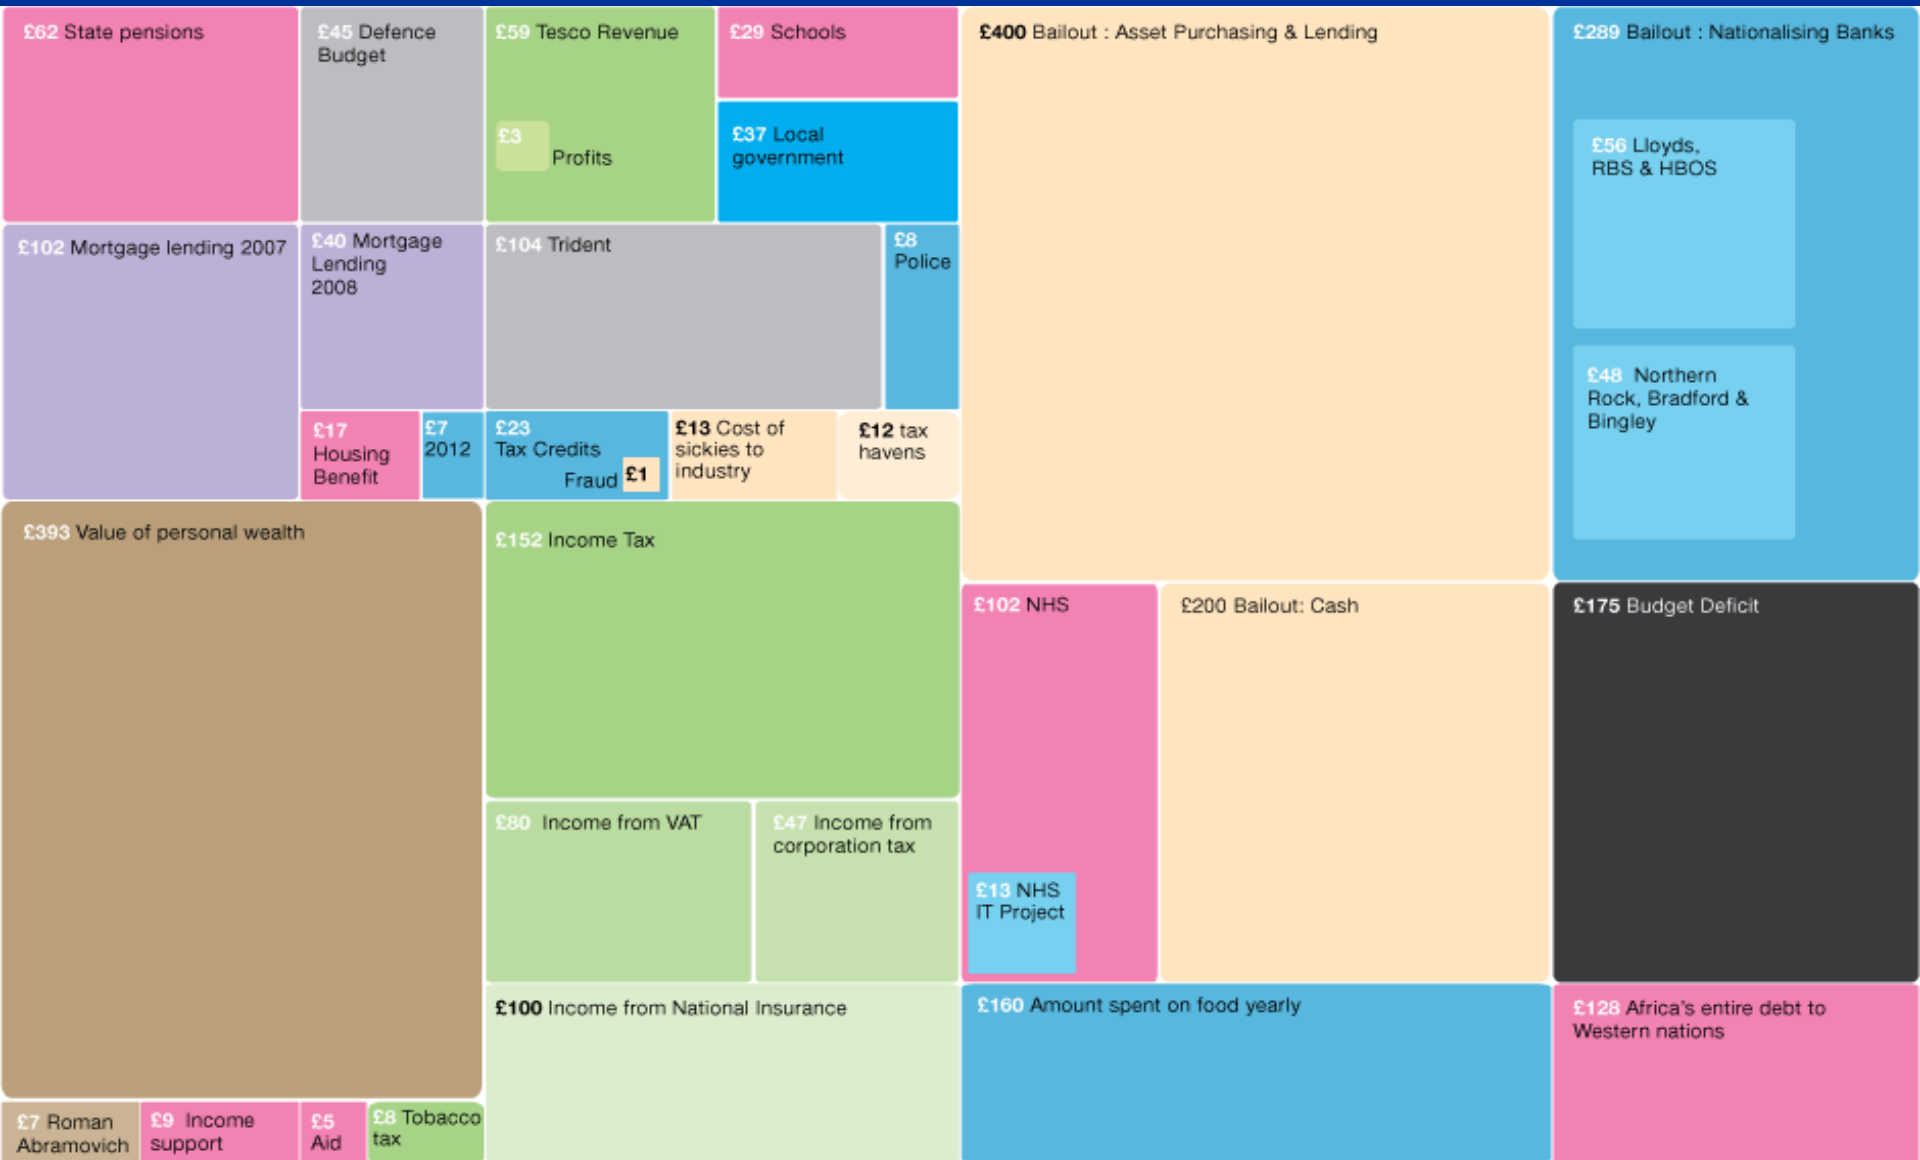 £62 State pensions
£45 Defence
Budget
£59 Tesco Revenue
£3
Profits
£29 Schools
£37 Local
government
£400 Bailout : Asset Purchasing & Lending
£289 Bailout : Nationalising Banks
£56 Lloyds,
RBS & HBOS
£48 Northern
Rock, Bradford &
Bingley
£102 Mortgage lending 2007
£40 Mortgage
Lending
2008
£104 Trident
£8
Police
£17
Housing
Benefit
£7
2012
£23
Tax Credits
Fraud £1
£13 Cost of
sickies to
industry
£12 tax
havens
£393 Value of personal wealth
£152 Income Tax
£102 NHS
£13 NHS
IT Project
£200 Bailout: Cash
£175 Budget Deficit
£80 Income from VAT
£47 Income from
corporation tax
£100 Income from National Insurance
£160 Amount spent on food yearly
£128 Africa's entire debt to
Western nations
£7 Roman
Abramovich
£9 Income
support
£5
Aid
£8 Tobacco
tax